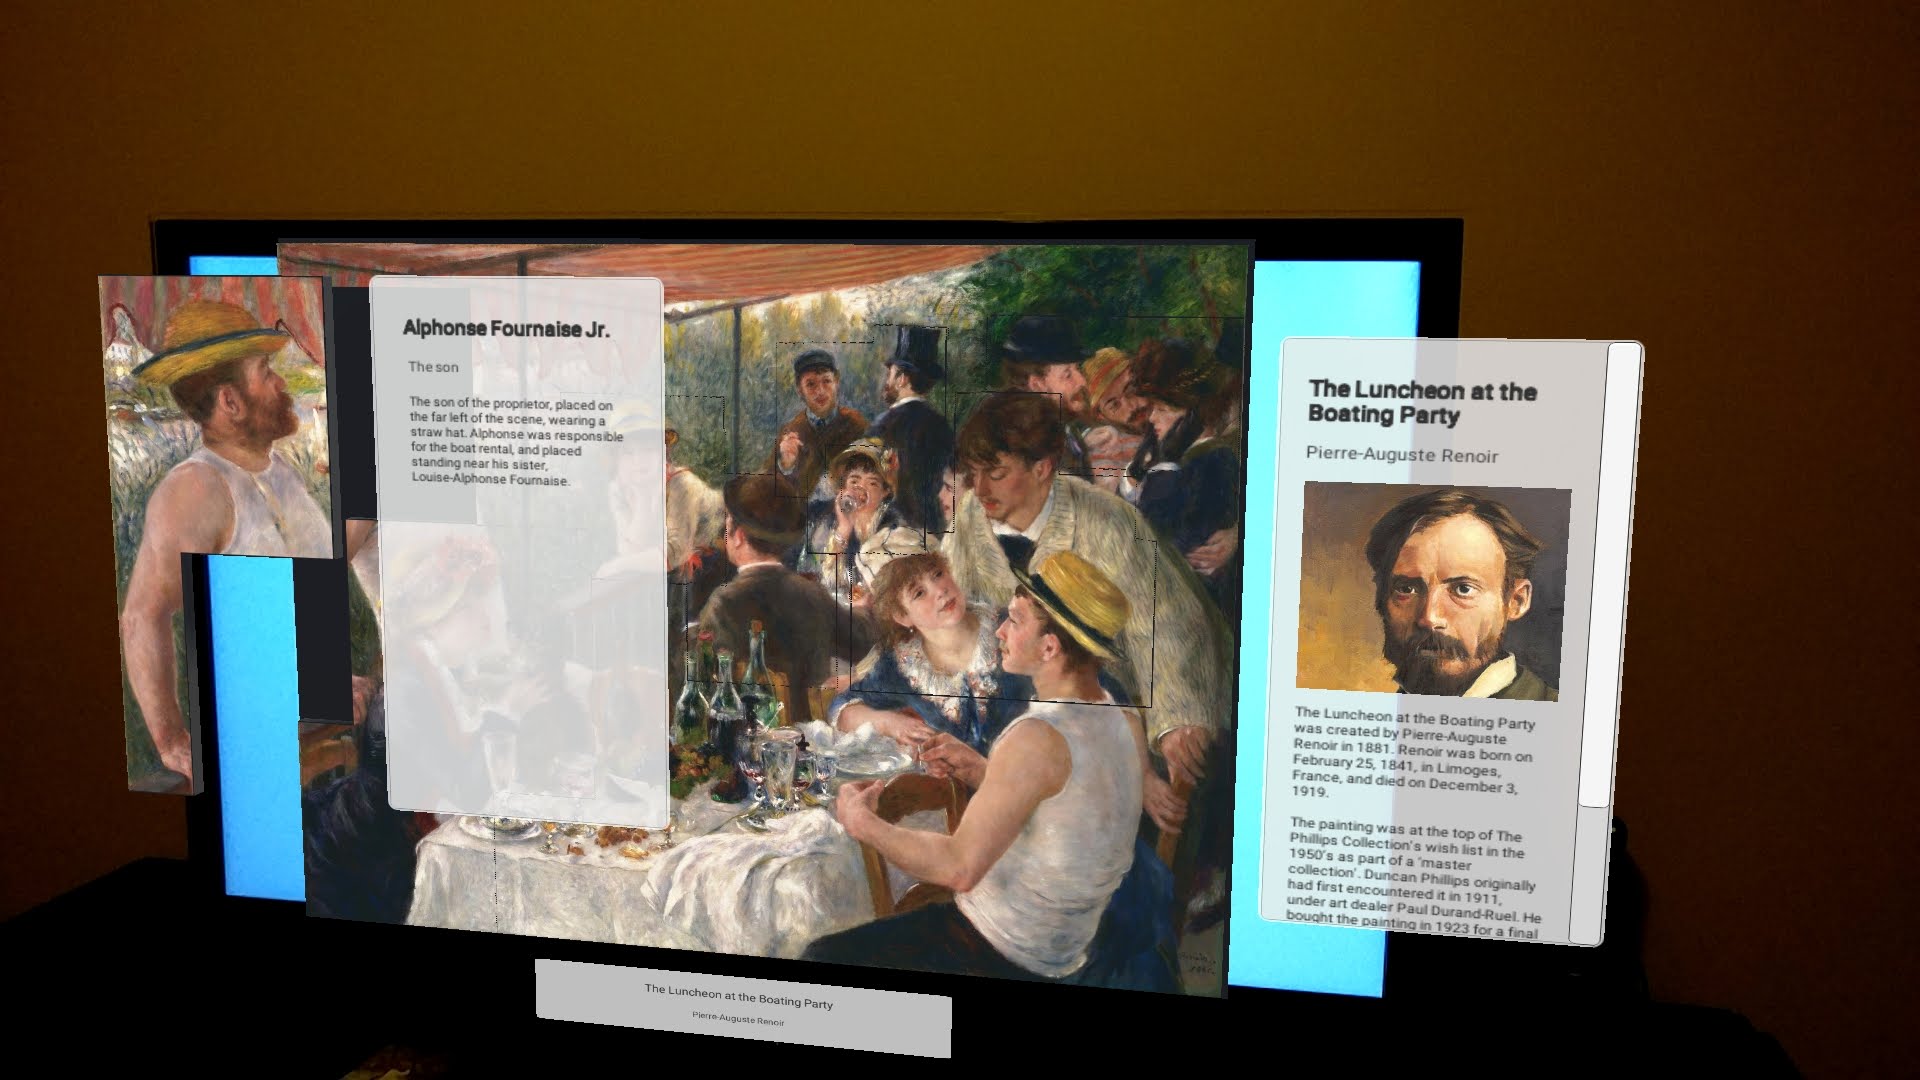 Alphonse Fournaise Jr.
The son
The son of the proprietor, placed on
the far left of the scene, wearing a
straw hat. Alphonse was responsible
for the boat rental, and placed
standing near his sister,
Louise-Alphonse Fournaise.
The Luncheon at the
Boating Party
Pierre-Auguste Renoir
The Luncheon at the Boating Party
was created by Pierre-Auguste
Renoir in 1881. Renoir was born on
February 25, 1841, in Limoges,
France, and died on December 3,
1919.
The painting was at the top of The
Phillips Collection's wish list in the
1950's as part of a 'master
collection'. Duncan Phillips originally
had first encountered it in 1911,
under art dealer Paul Durand-Ruel. He
bought the painting in 1923 for a final
The Luncheon at the Boating Party
Pierre-Auguste Renoir